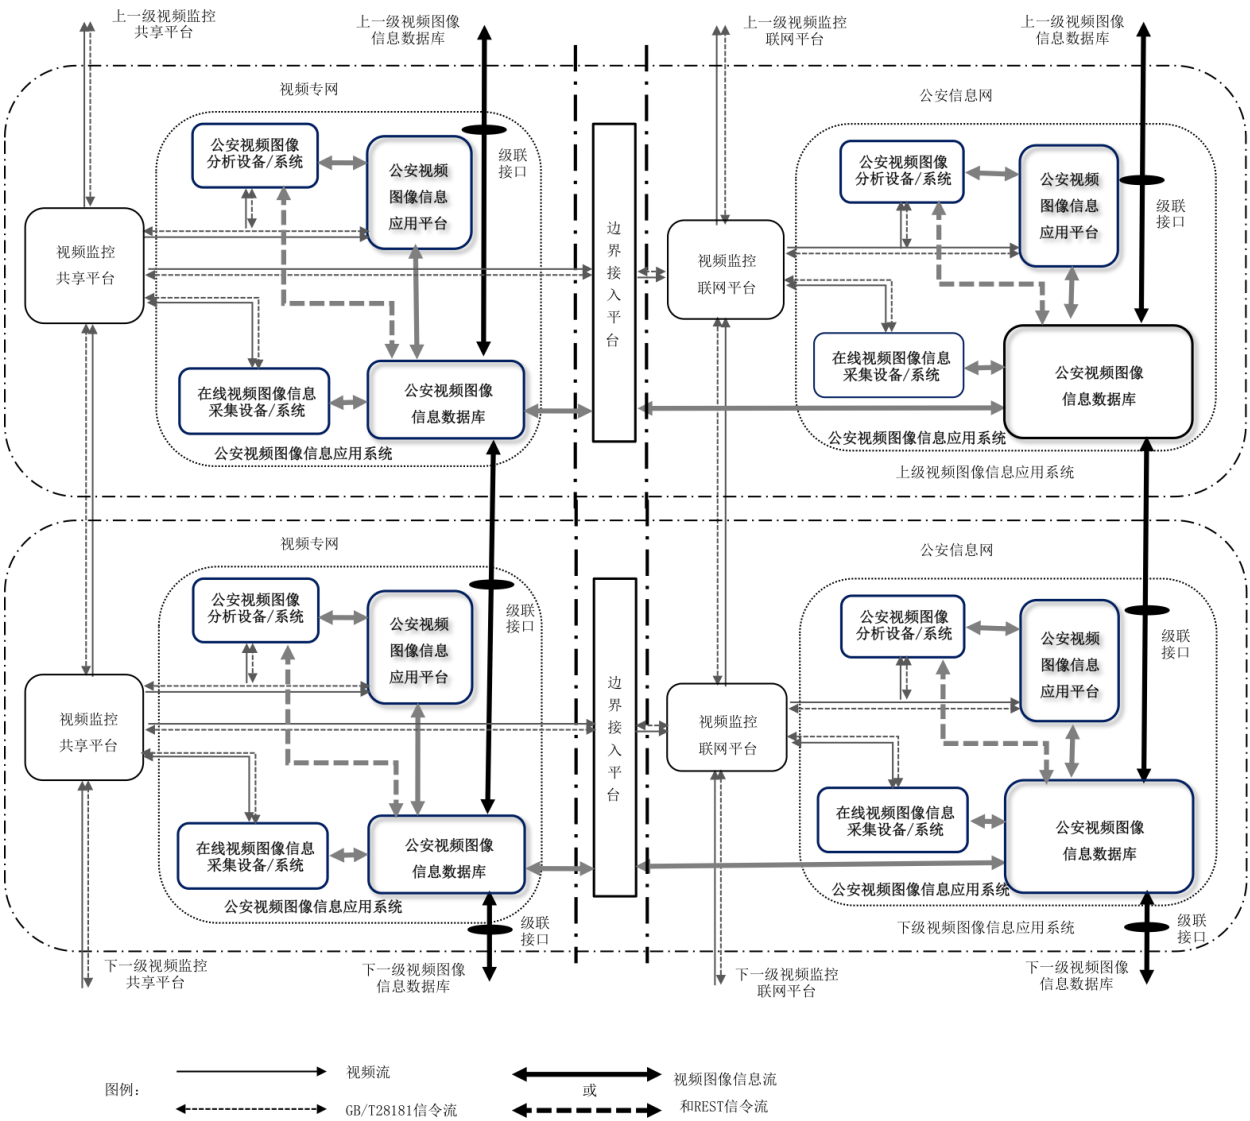 上一级视频监控
共享平台
上一级视频图像
信息数据库
上一级视频监控
联网平台
上一级视频图像
信息数据库
视频专网
公安信息网
公安视频图像
分析设备/系统
公安视频
图像信息
应用平台
级联
接口
视频监控
共享平台
在线视频图像信息
采集设备/系统
公安视频图像
信息数据库
公安视频图像信息应用系统
边界接入平台
视频监控
联网平台
公安视频图像
分析设备/系统
公安视频
图像信息
应用平台
级联
接口
在线视频图像信息
采集设备/系统
公安视频图像
信息数据库
公安视频图像信息应用系统
上级视频图像信息应用系统
视频专网
公安信息网
公安视频图像
分析设备/系统
公安视频
图像信息
应用平台
级联
接口
视频监控
共享平台
在线视频图像信息
采集设备/系统
公安视频图像
信息数据库
公安视频图像信息应用系统
级联
接口
边界接入平台
视频监控
联网平台
公安视频图像
分析设备/系统
公安视频
图像信息
应用平台
级联
接口
在线视频图像信息
采集设备/系统
公安视频图像
信息数据库
公安视频图像信息应用系统
下级视频图像信息应用系统
级联
接口
下一级视频监控
共享平台
下一级视频图像
信息数据库
下一级视频监控
联网平台
下一级视频图像
信息数据库
图例:
视频流
GB/T28181信令流
或
视频图像信息流
和REST信令流